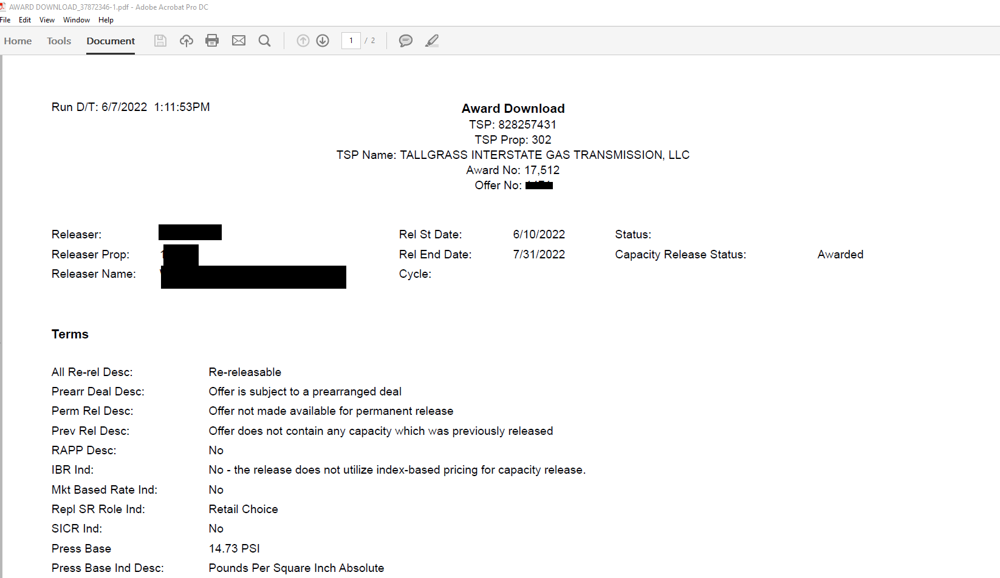 AWARD DOWNLOAD_37872346-1.pdf - Adobe Acrobat Pro DC
File Edit View Window Help
Home Tools Document 1 / 2
Run D/T: 6/7/2022 1:11:53PM
Award Download
TSP: 828257431
TSP Prop: 302
TSP Name: TALLGRASS INTERSTATE GAS TRANSMISSION, LLC
Award No: 17,512
Offer No:
Releaser: Rel St Date: 6/10/2022 Status:
Releaser Prop: Rel End Date: 7/31/2022 Capacity Release Status: Awarded
Releaser Name: Cycle:
Terms
All Re-rel Desc: Re-releasable
Prearr Deal Desc: Offer is subject to a prearranged deal
Perm Rel Desc: Offer not made available for permanent release
Prev Rel Desc: Offer does not contain any capacity which was previously released
RAPP Desc: No
IBR Ind: No - the release does not utilize index-based pricing for capacity release.
Mkt Based Rate Ind: No
Repl SR Role Ind: Retail Choice
SICR Ind: No
Press Base 14.73 PSI
Press Base Ind Desc: Pounds Per Square Inch Absolute